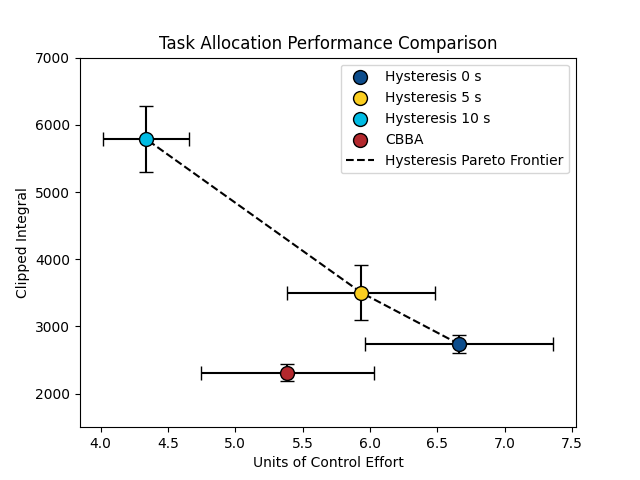 Task Allocation Performance Comparison
7000
6000
5000
4000
3000
2000
Clipped Integral
Hysteresis 0 s
Hysteresis 5 s
Hysteresis 10 s
CBBA
Hysteresis Pareto Frontier
4.0 4.5 5.0 5.5 6.0 6.5 7.0 7.5
Units of Control Effort